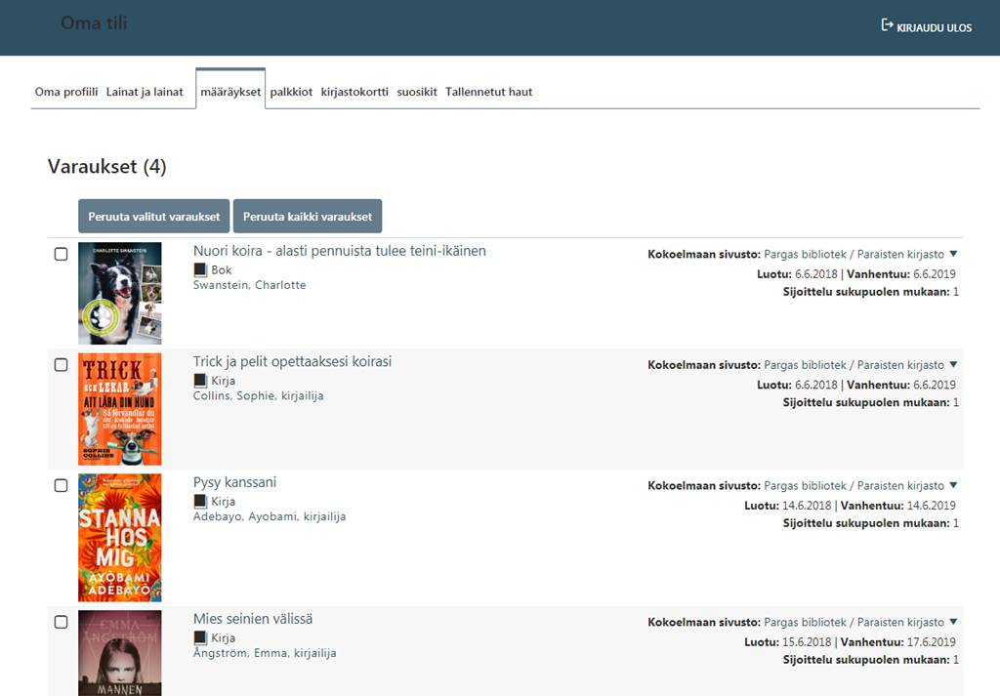 Oma tili
KIRJAUDU ULOS
Oma profiili Lainat ja lainat määräykset palkkiot kirjastokortti suosikit Tallennetut haut
Varaukset (4)
Peruuta valitut varaukset Peruuta kaikki varaukset
CHARLOTTE SWANSTEIN
Nuori koira - alasti pennuista tulee teini-ikäinen
Bok
Swanstein, Charlotte
Kokoelmaan sivusto: Pargas bibliotek / Paraisten kirjasto
Luotu: 6.6.2018 | Vanhentuu: 6.6.2019
Sijoittelu sukupuolen mukaan: 1
TRICK
OCH LEKAR
ATT LÄRA DIN HUND
Så förvandlar du
SOPHIE
COLLINS
Trick ja pelit opettaaksesi koirasi
Kirja
Collins, Sophie, kirjailija
Kokoelmaan sivusto: Pargas bibliotek / Paraisten kirjasto
Luotu: 6.6.2018 | Vanhentuu: 6.6.2019
Sijoittelu sukupuolen mukaan: 1
STANNA
HOS
MIG
AYÒBÁMI
ADÉBÁYÒ
Pysy kanssani
Kirja
Adebayo, Ayobami, kirjailija
Kokoelmaan sivusto: Pargas bibliotek / Paraisten kirjasto
Luotu: 14.6.2018 | Vanhentuu: 14.6.2019
Sijoittelu sukupuolen mukaan: 1
EMMA
ÄNGSTRÖM
MANNEN
Mies seinien välissä
Kirja
Ångström, Emma, kirjailija
Kokoelmaan sivusto: Pargas bibliotek / Paraisten kirjasto
Luotu: 15.6.2018 | Vanhentuu: 17.6.2019
Sijoittelu sukupuolen mukaan: 1